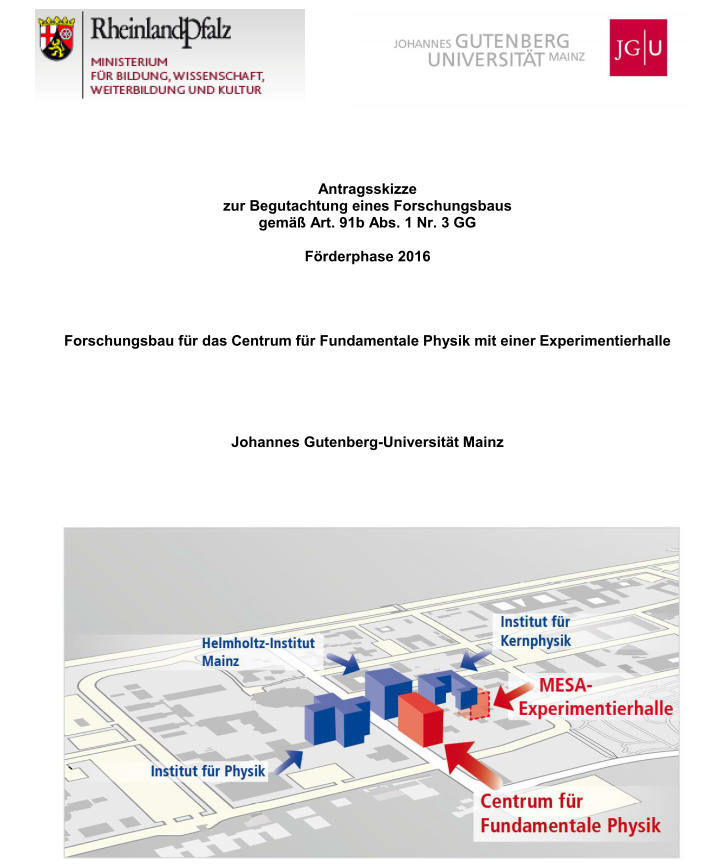 RheinlandPfalz
MINISTERIUM
FÜR BILDUNG, WISSENSCHAFT,
WEITERBILDUNG UND KULTUR
JOHANNES GUTENBERG
UNIVERSITÄT MAINZ
JG|U
Antragsskizze
zur Begutachtung eines Forschungsbaus
gemäß Art. 91b Abs. 1 Nr. 3 GG
Förderphase 2016
Forschungsbau für das Centrum für Fundamentale Physik mit einer Experimentierhalle
Johannes Gutenberg-Universität Mainz
Institut für
Kernphysik
Helmholtz-Institut
Mainz
MESA-
Experimentierhalle
Institut für Physik
Centrum für
Fundamentale Physik